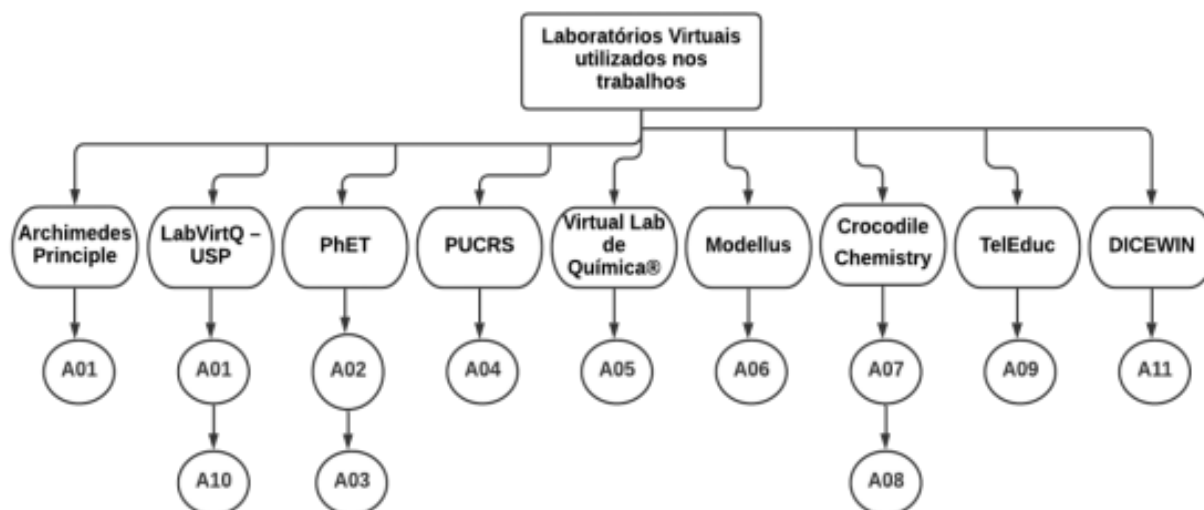 Laboratórios Virtuais
utilizados nos
trabalhos
Archimedes
Principle
LabVirtQ –
USP
PhET
PUCRS
Virtual Lab
de
Química®
Modellus
Crocodile
Chemistry
TelEduc
DICEWIN
A01
A01
A02
A04
A05
A06
A07
A09
A11
A10
A03
A08